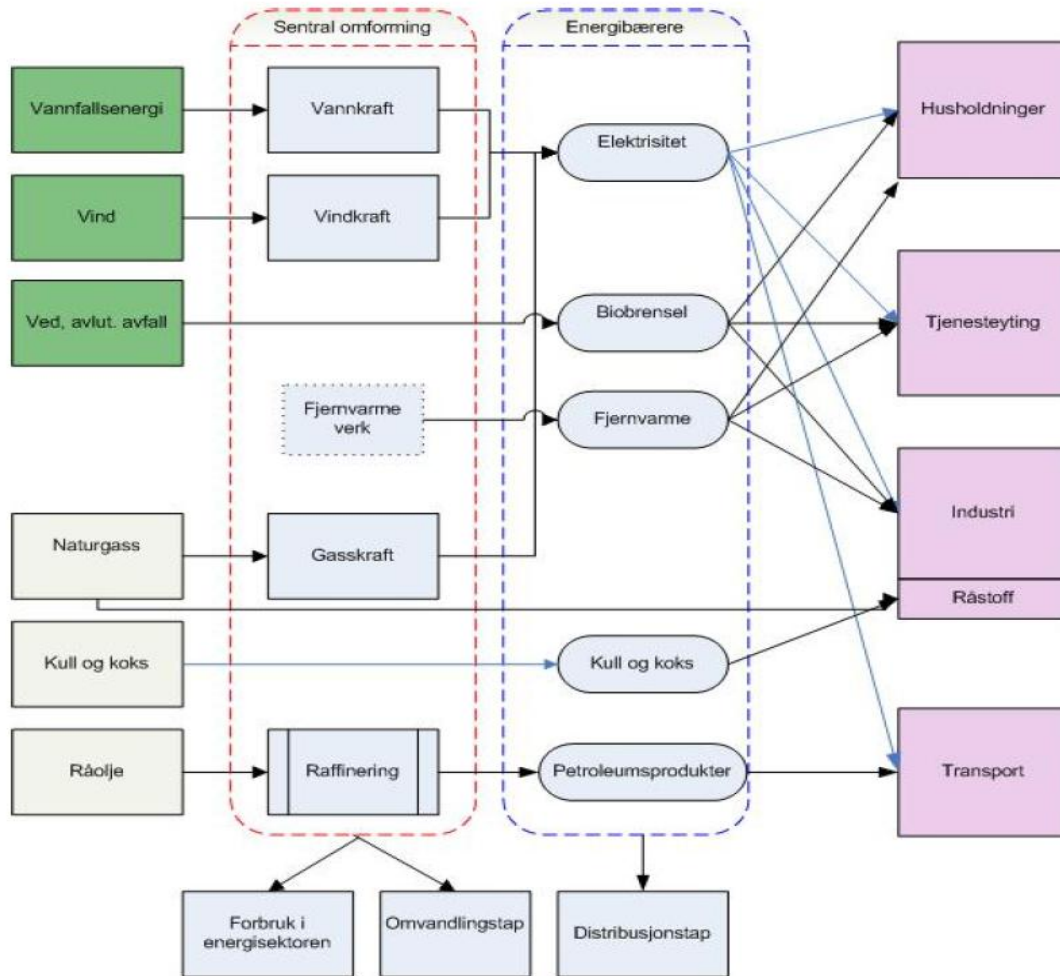 Sentral omforming
Energibærere
Vannfallsenergi
Vannkraft
Elektrisitet
Husholdninger
Vind
Vindkraft
Ved, avlut. avfall
Biobrensel
Tjenesteyting
Fjernvarme
verk
Fjernvarme
Naturgass
Gasskraft
Industri
Råstoff
Kull og koks
Kull og koks
Råolje
Raffinering
Petroleumsprodukter
Transport
Forbruk i
energisektoren
Omvandlingstap
Distribusjonstap